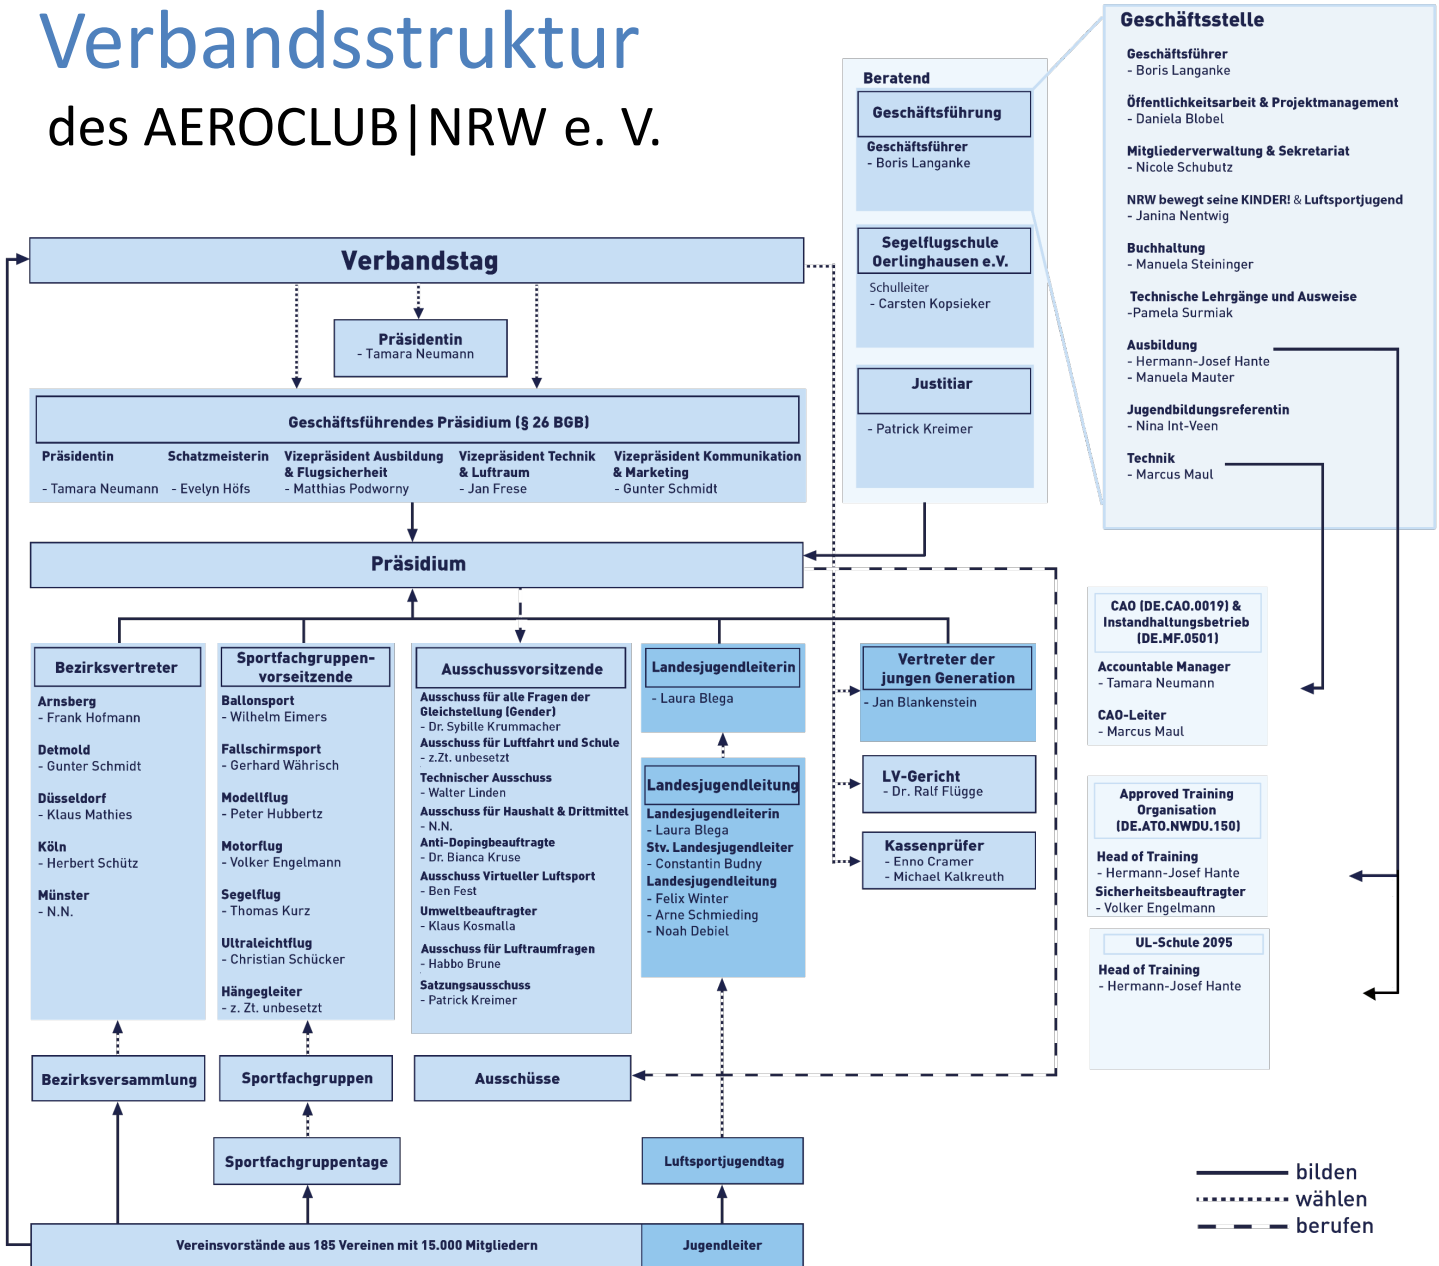 Verbandsstruktur
des AEROCLUB|NRW e. V.
Verbandstag
Präsidentin
- Tamara Neumann
Geschäftsführendes Präsidium (§ 26 BGB)
Präsidentin
- Tamara Neumann
Schatzmeisterin
- Evelyn Höfs
Vizepräsident Ausbildung
& Flugsicherheit
- Matthias Podworny
Vizepräsident Technik
& Luftraum
- Jan Frese
Vizepräsident Kommunikation
& Marketing
- Gunter Schmidt
Präsidium
Beratend
Geschäftsführung
Geschäftsführer
- Boris Langanke
Segelflugschule
Oerlinghausen e.V.
Schulleiter
- Carsten Kopsieker
Justitiar
- Patrick Kreimer
Geschäftsstelle
Geschäftsführer
- Boris Langanke
Öffentlichkeitsarbeit & Projektmanagement
- Daniela Blobel
Mitgliederverwaltung & Sekretariat
- Nicole Schubutz
NRW bewegt seine KINDER! & Luftsportjugend
- Janina Nentwig
Buchhaltung
- Manuela Steininger
Technische Lehrgänge und Ausweise
-Pamela Surmiak
Ausbildung
- Hermann-Josef Hante
- Manuela Mauter
Jugendbildungsreferentin
- Nina Int-Veen
Technik
- Marcus Maul
Bezirksvertreter
Arnsberg
- Frank Hofmann
Detmold
- Gunter Schmidt
Düsseldorf
- Klaus Mathies
Köln
- Herbert Schütz
Münster
- N.N.
Sportfachgruppen-
vorseitzende
Ballonsport
- Wilhelm Eimers
Fallschirmsport
- Gerhard Währisch
Modellflug
- Peter Hubbertz
Motorflug
- Volker Engelmann
Segelflug
- Thomas Kurz
Ultraleichtflug
- Christian Schücker
Hängegleiter
- z. Zt. unbesetzt
Ausschussvorsitzende
Ausschuss für alle Fragen der
Gleichstellung (Gender)
- Dr. Sybille Krummacher
Ausschuss für Luftfahrt und Schule
- z.Zt. unbesetzt
Technischer Ausschuss
- Walter Linden
Ausschuss für Haushalt & Drittmittel
- N.N.
Anti-Dopingbeauftragte
- Dr. Bianca Kruse
Ausschuss Virtueller Luftsport
- Ben Fest
Umweltbeauftragter
- Klaus Kosmalla
Ausschuss für Luftraumfragen
- Habbo Brune
Satzungsausschuss
- Patrick Kreimer
Landesjugendleiterin
- Laura Blega
Landesjugendleitung
Landesjugendleiterin
- Laura Blega
Stv. Landesjugendleiter
- Constantin Budny
Landesjugendleitung
- Felix Winter
- Arne Schmieding
- Noah Debiel
Vertreter der
jungen Generation
- Jan Blankenstein
LV-Gericht
- Dr. Ralf Flügge
Kassenprüfer
- Enno Cramer
- Michael Kalkreuth
CAO (DE.CAO.0019) &
Instandhaltungsbetrieb
(DE.MF.0501)
Accountable Manager
- Tamara Neumann
CAO-Leiter
- Marcus Maul
Approved Training
Organisation
(DE.ATO.NWDU.150)
Head of Training
- Hermann-Josef Hante
Sicherheitsbeauftragter
- Volker Engelmann
UL-Schule 2095
Head of Training
- Hermann-Josef Hante
Bezirksversammlung
Sportfachgruppen
Ausschüsse
Sportfachgruppentage
Luftsportjugendtag
Vereinsvorstände aus 185 Vereinen mit 15.000 Mitgliedern
Jugendleiter
bilden
wählen
berufen